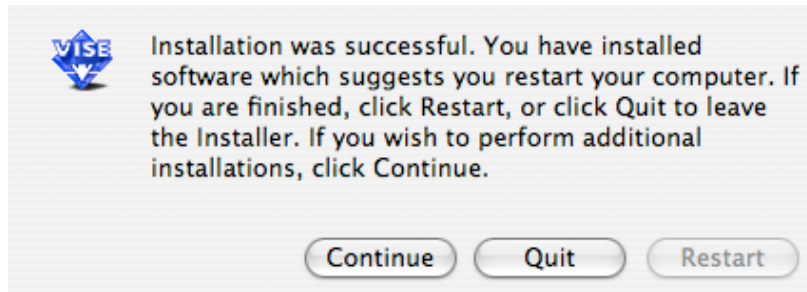 VISE
Installation was successful. You have installed
software which suggests you restart your computer. If
you are finished, click Restart, or click Quit to leave
the Installer. If you wish to perform additional
installations, click Continue.
Continue Quit Restart